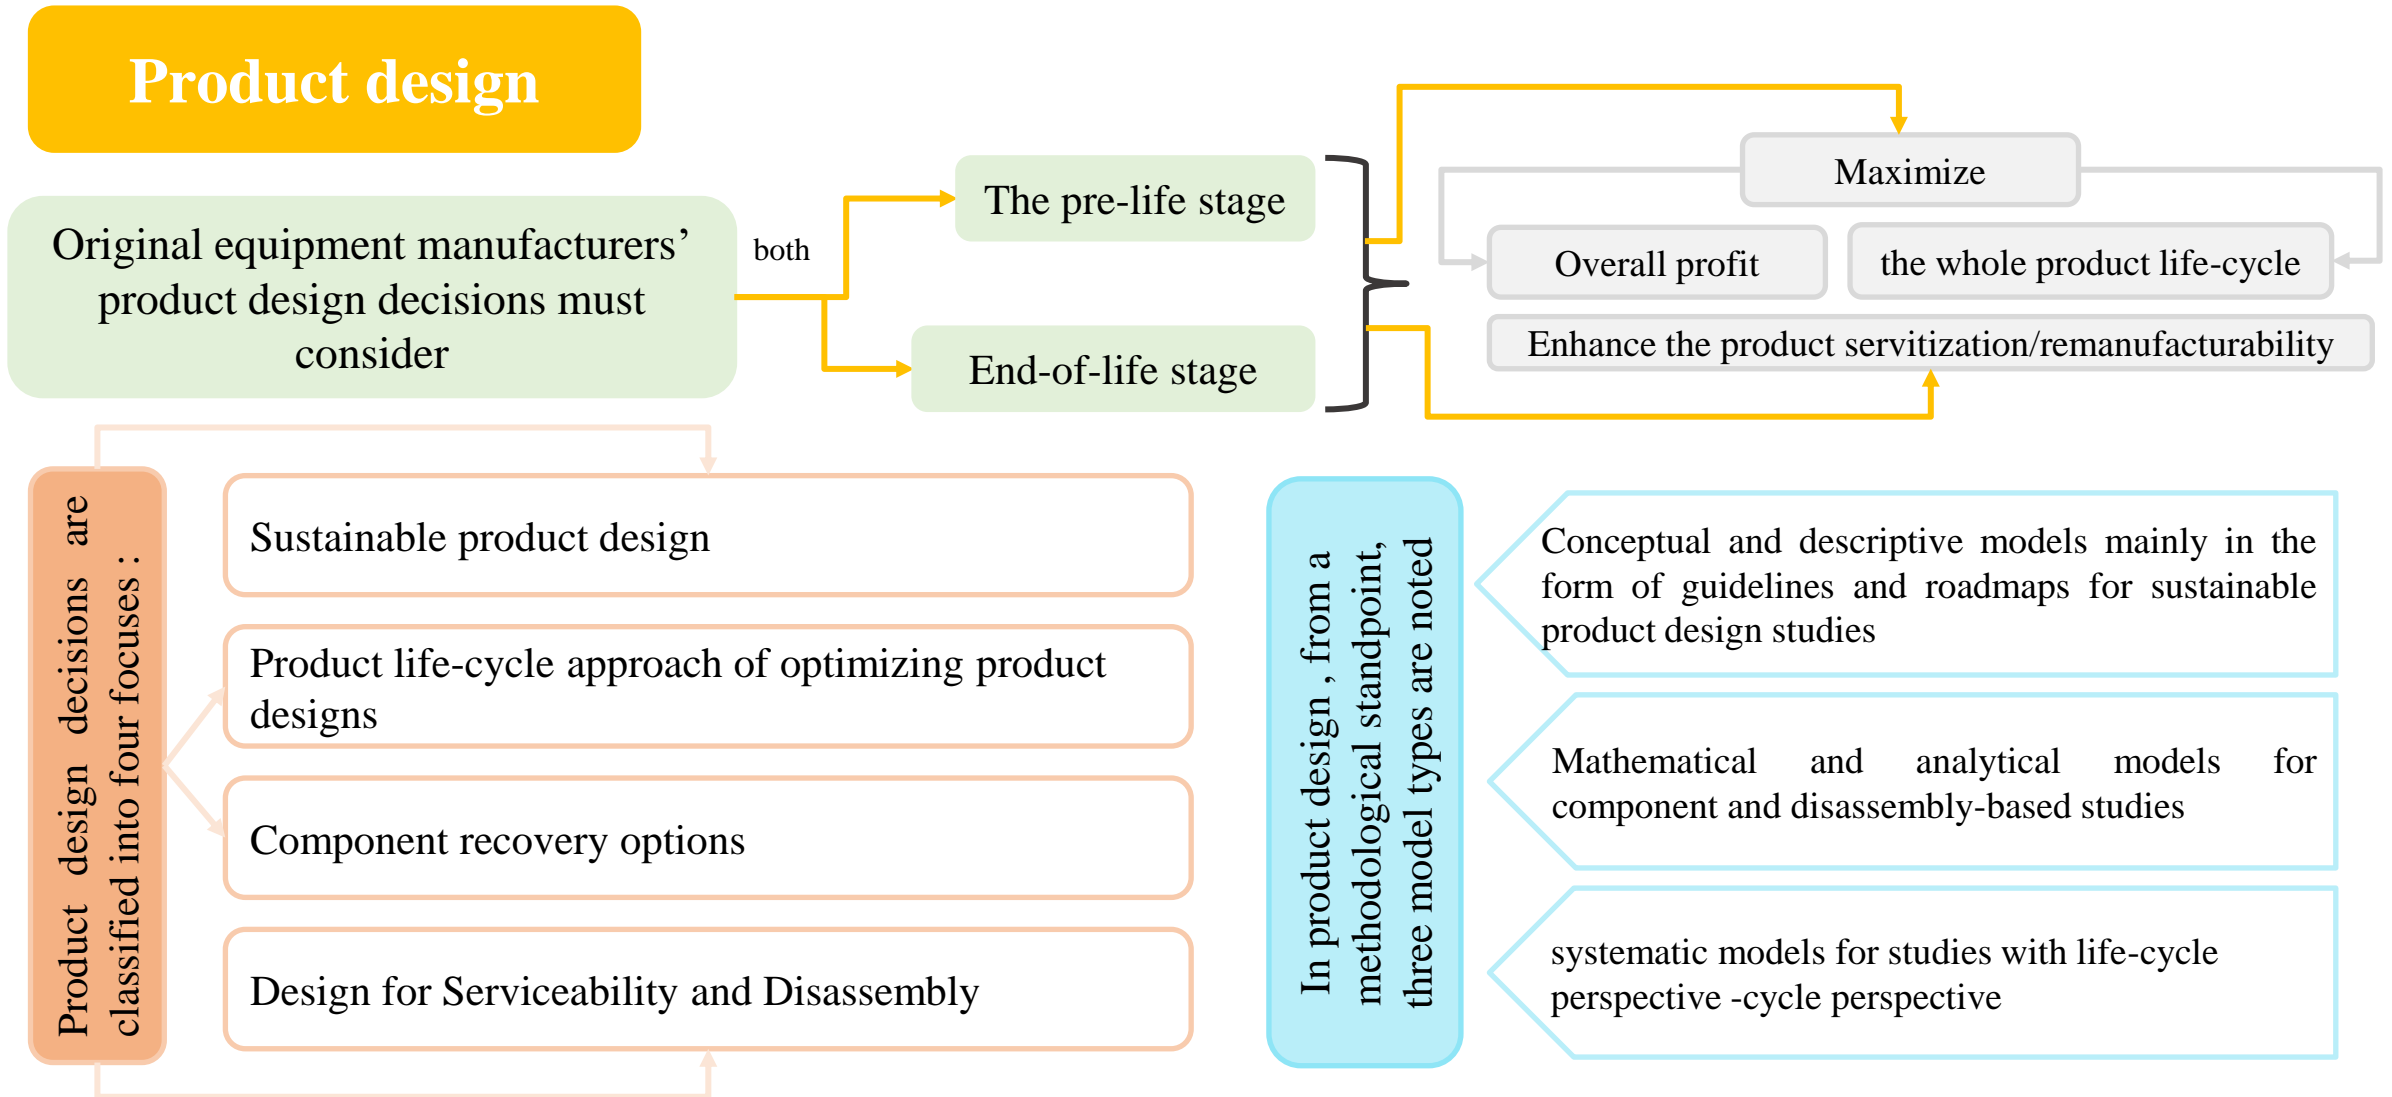 Product design
Original equipment manufacturers’
product design decisions must
consider
both
The pre-life stage
End-of-life stage
Maximize
Overall profit
the whole product life-cycle
Enhance the product servitization/remanufacturability
Product design decisions are
classified into four focuses :
Sustainable product design
Product life-cycle approach of optimizing product
designs
Component recovery options
Design for Serviceability and Disassembly
In product design , from a
methodological standpoint,
three model types are noted
Conceptual and descriptive models mainly in the
form of guidelines and roadmaps for sustainable
product design studies
Mathematical and analytical models for
component and disassembly-based studies
systematic models for studies with life-cycle
perspective -cycle perspective